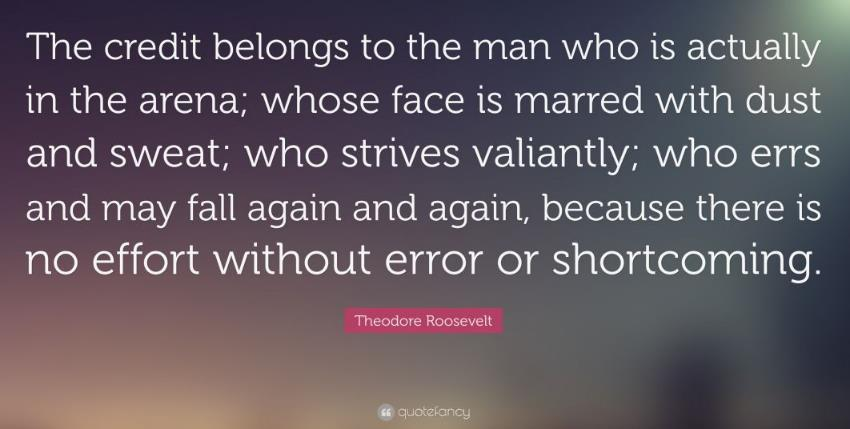 The credit belongs to the man who is actually
in the arena; whose face is marred with dust
and sweat; who strives valiantly; who errs
and may fall again and again, because there is
no effort without error or shortcoming.
Theodore Roosevelt
quotefancy